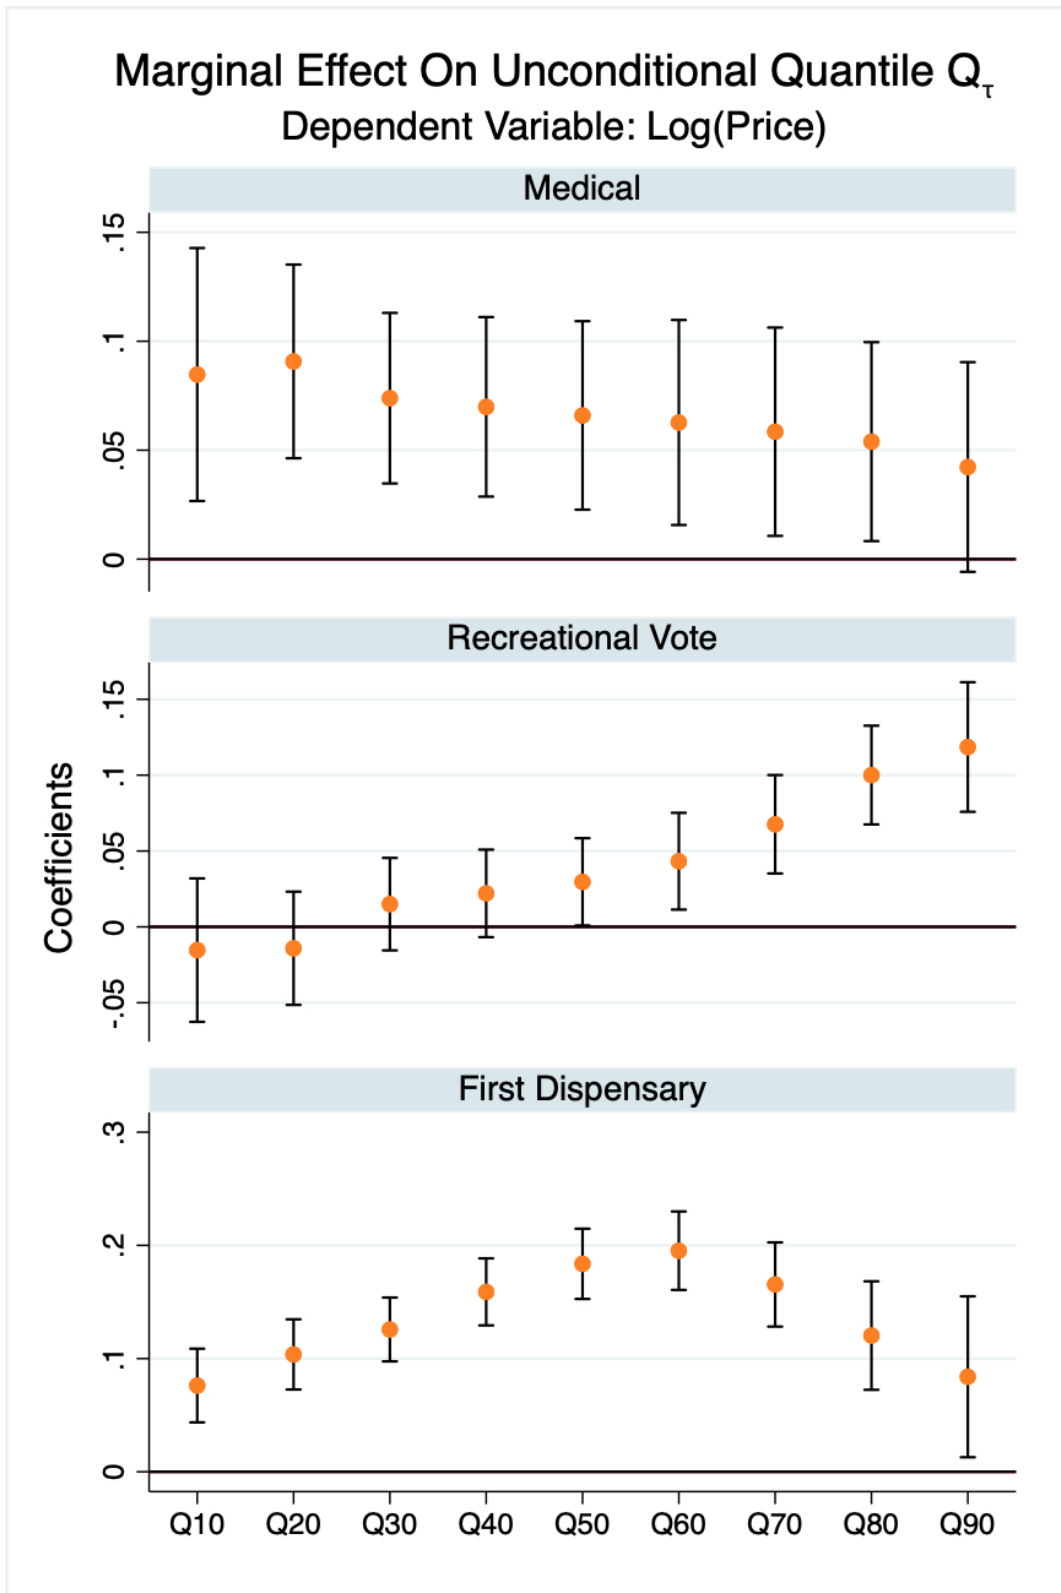 Marginal Effect On Unconditional Quantile Qτ
Dependent Variable: Log(Price)
Medical
.15
.1
.05
0
Recreational Vote
Coefficients
.15
.1
.05
0
-.05
First Dispensary
.3
.2
.1
0
Q10 Q20 Q30 Q40 Q50 Q60 Q70 Q80 Q90